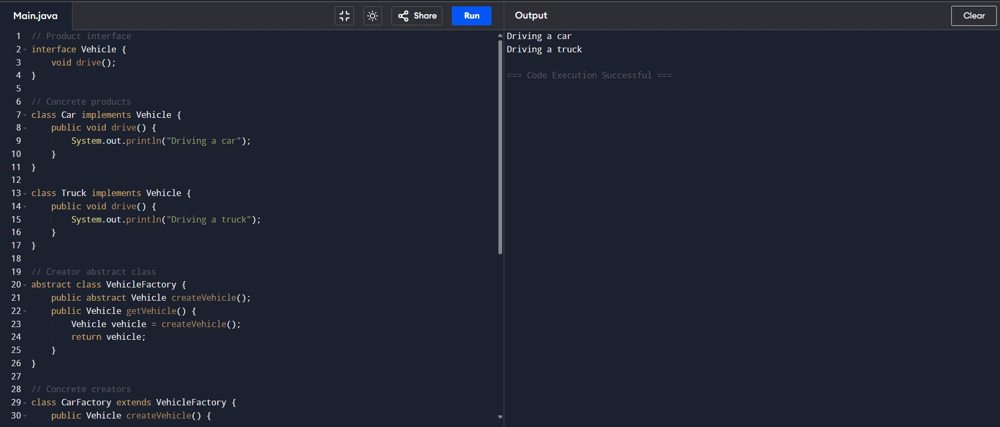 Main.java
Share
Run
Output
Clear
1 // Product interface
2 interface Vehicle {
3     void drive();
4 }
5
6 // Concrete products
7 class Car implements Vehicle {
8     public void drive() {
9         System.out.println("Driving a car");
10     }
11 }
12
13 class Truck implements Vehicle {
14     public void drive() {
15         System.out.println("Driving a truck");
16     }
17 }
18
19 // Creator abstract class
20 abstract class VehicleFactory {
21     public abstract Vehicle createVehicle();
22     public Vehicle getVehicle() {
23         Vehicle vehicle = createVehicle();
24         return vehicle;
25     }
26 }
27
28 // Concrete creators
29 class CarFactory extends VehicleFactory {
30     public Vehicle createVehicle() {
Driving a car
Driving a truck
=== Code Execution Successful ===